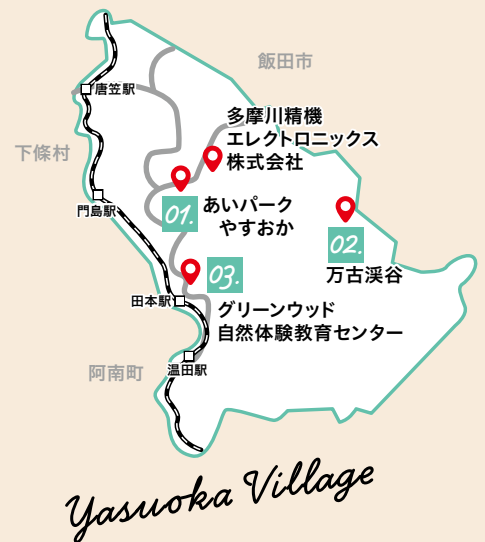 飯田市
唐笠駅
多摩川精機
エレクトロニックス
株式会社
下條村
門島駅
01.
あいパーク
やすおか
02.
万古渓谷
03.
田本駅
グリーンウッド
自然体験教育センター
温田駅
阿南町
Yasuoka Village